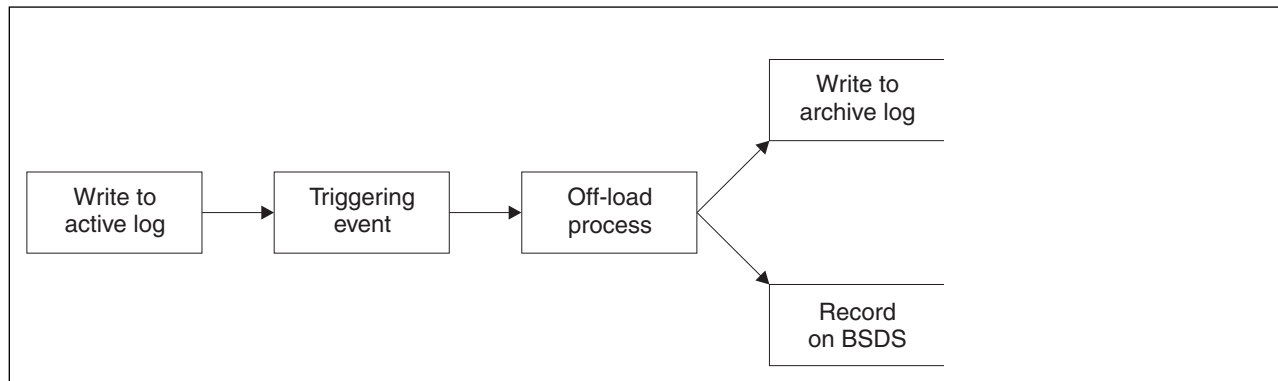 Write to
active log
Triggering
event
Off-load
process
Write to
archive log
Record
on BSDS